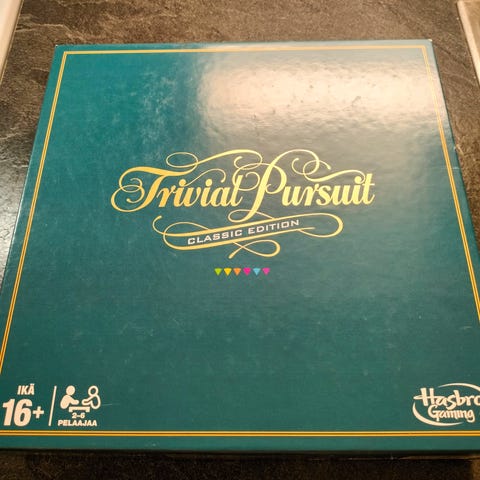 Trivial Pursuit
CLASSIC EDITION
IKÄ
16+
2-6
PELAAJAA
Hasbro
Gaming